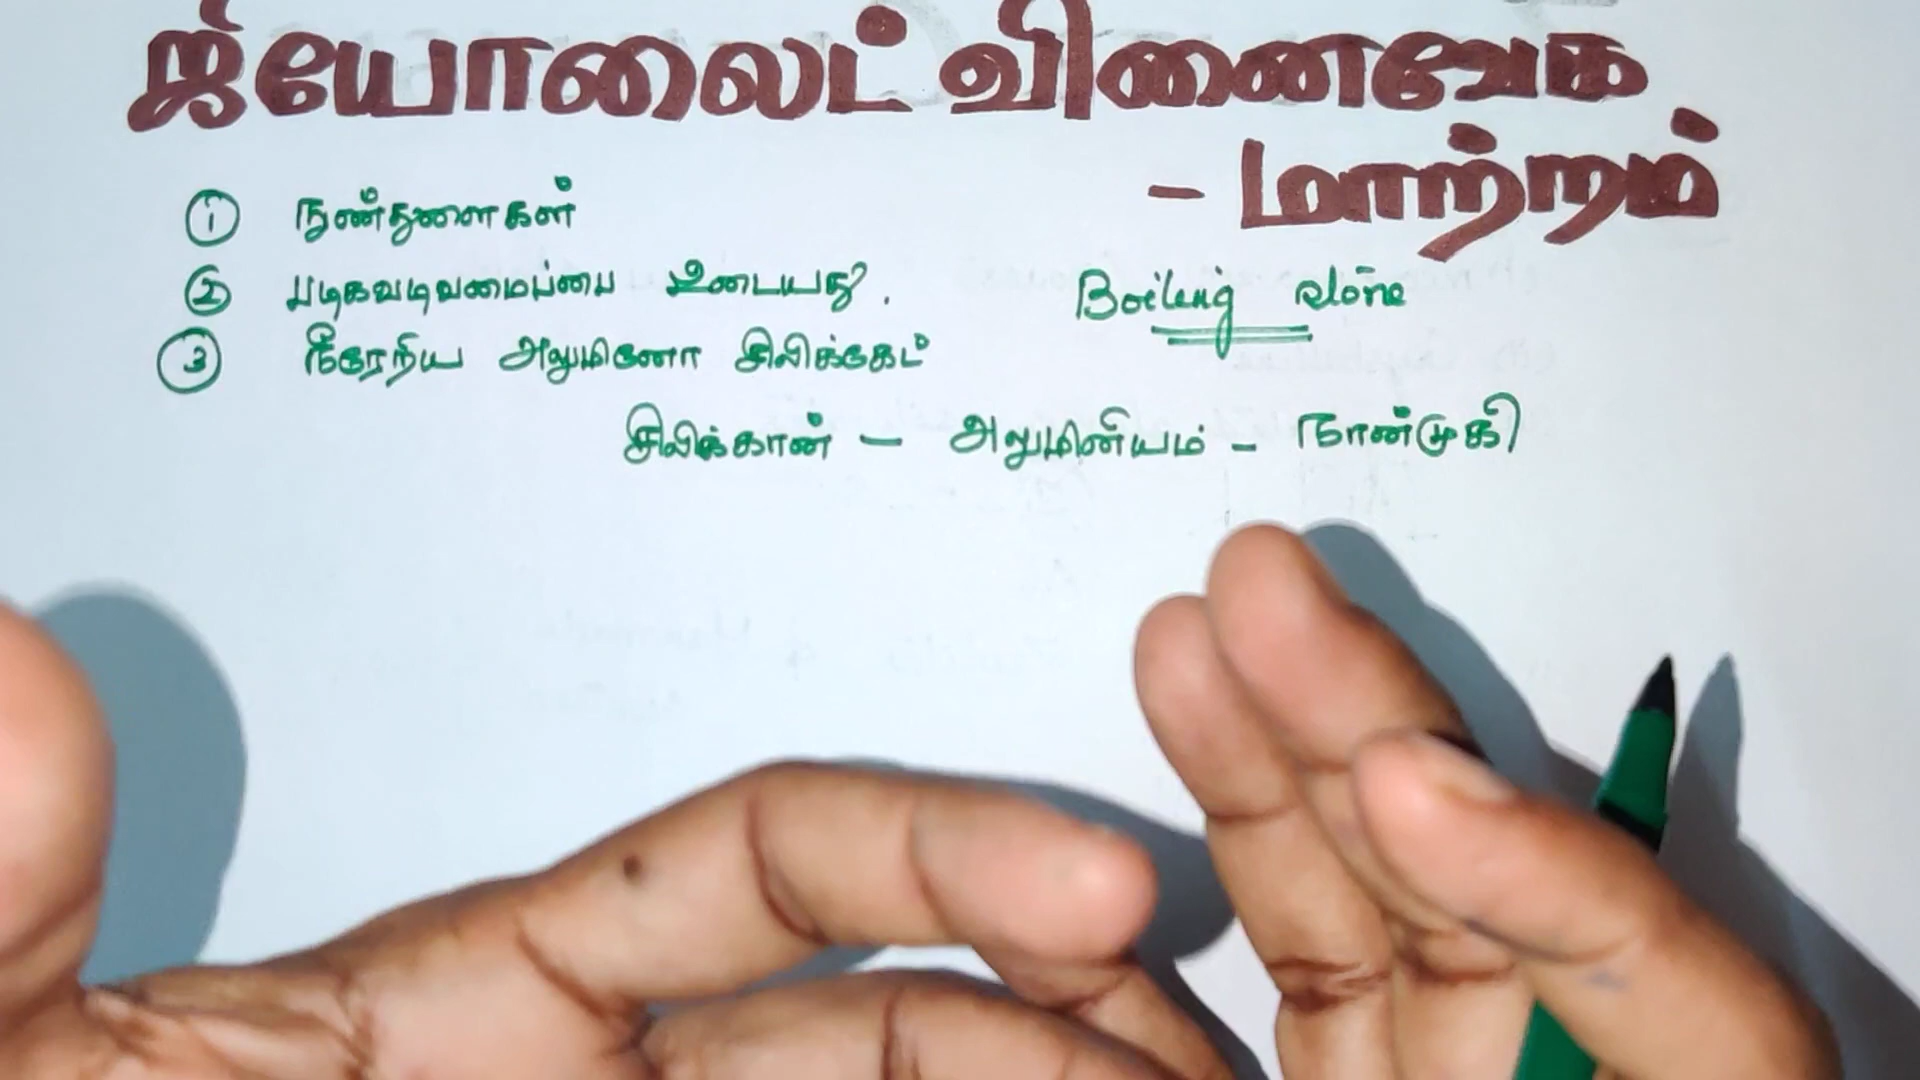 ஜியோலைட் வினைவேக
- மாற்றம்
① நுண்துளைகள்
② படிகவடிவமைப்பை உடையது.
Boiling stone
③ நீரேறிய அலுமினோ சிலிக்கேட்
சிலிக்கான் - அலுமினியம் - நான்முகி